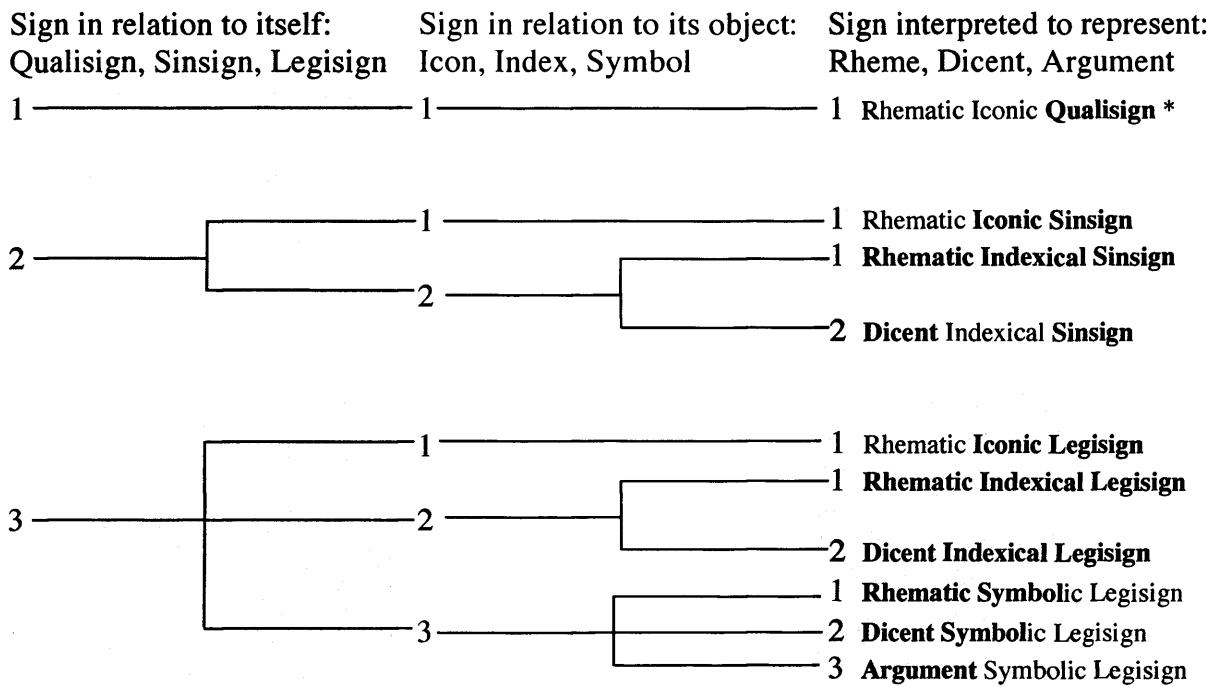 Sign in relation to itself: Sign in relation to its object: Sign interpreted to represent:
Qualisign, Sinsign, Legisign Icon, Index, Symbol Rheme, Dicent, Argument
1 1 1 Rhematic Iconic Qualisign *
1 1 Rhematic Iconic Sinsign
2 1 Rhematic Indexical Sinsign
2
2 Dicent Indexical Sinsign
1 1 Rhematic Iconic Legisign
1 Rhematic Indexical Legisign
3 2
2 Dicent Indexical Legisign
1 Rhematic Symbolic Legisign
3 2 Dicent Symbolic Legisign
3 Argument Symbolic Legisign